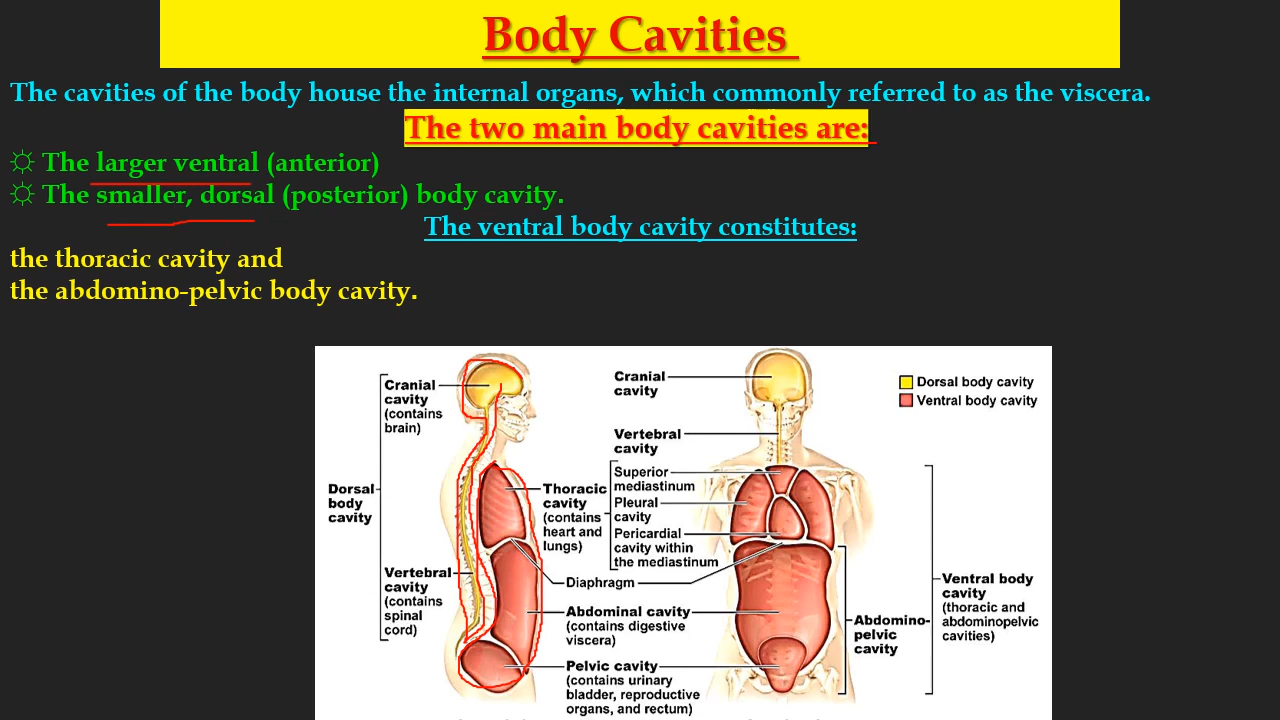 Body Cavities
The cavities of the body house the internal organs, which commonly referred to as the viscera.
The two main body cavities are:
☼ The larger ventral (anterior)
☼ The smaller, dorsal (posterior) body cavity.
The ventral body cavity constitutes:
the thoracic cavity and
the abdomino-pelvic body cavity.
Cranial
cavity
(contains
brain)
Dorsal
body
cavity
Vertebral
cavity
(contains
spinal
cord)
Thoracic
cavity
(contains
heart and
lungs)
Cranial
cavity
Vertebral
cavity
Superior
mediastinum
Pleural
cavity
Pericardial
cavity within
the mediastinum
Diaphragm
Abdominal cavity
(contains digestive
viscera)
Pelvic cavity
(contains urinary
bladder, reproductive
organs, and rectum)
Dorsal body cavity
Ventral body cavity
Abdomino-
pelvic
cavity
Ventral body
cavity
(thoracic and
abdominopelvic
cavities)